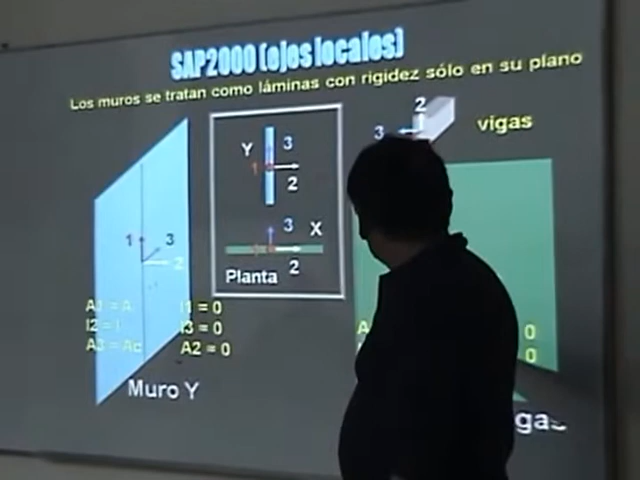 SAP2000 (ejes locales)
Los muros se tratan como láminas con rigidez sólo en su plano
2
3
vigas
Y 3
1
2
3 X
2
Planta
1 3
2
A1 = A I1 = 0
I2 = I I3 = 0
A3 = Ac A2 = 0
Muro Y
A 0
0